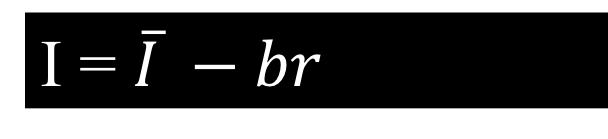 I = Ī − br